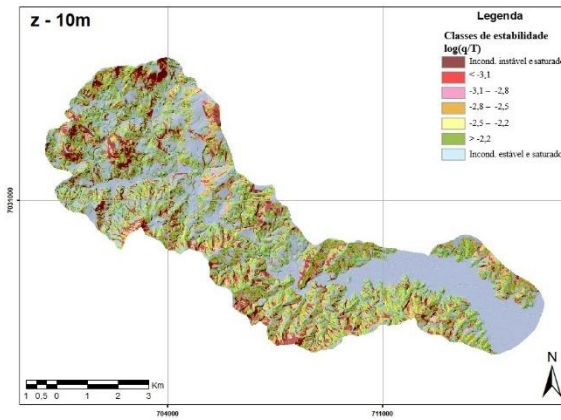 z - 10m
Legenda
Classes de estabilidade
log(q/T)
Incond. instável e saturado
< -3,1
-3,1 – -2,8
-2,8 – -2,5
-2,5 – -2,2
> -2,2
Incond. estável e saturado
7031000
N
Km
1 0,5 0 1 2 3
704000
711000